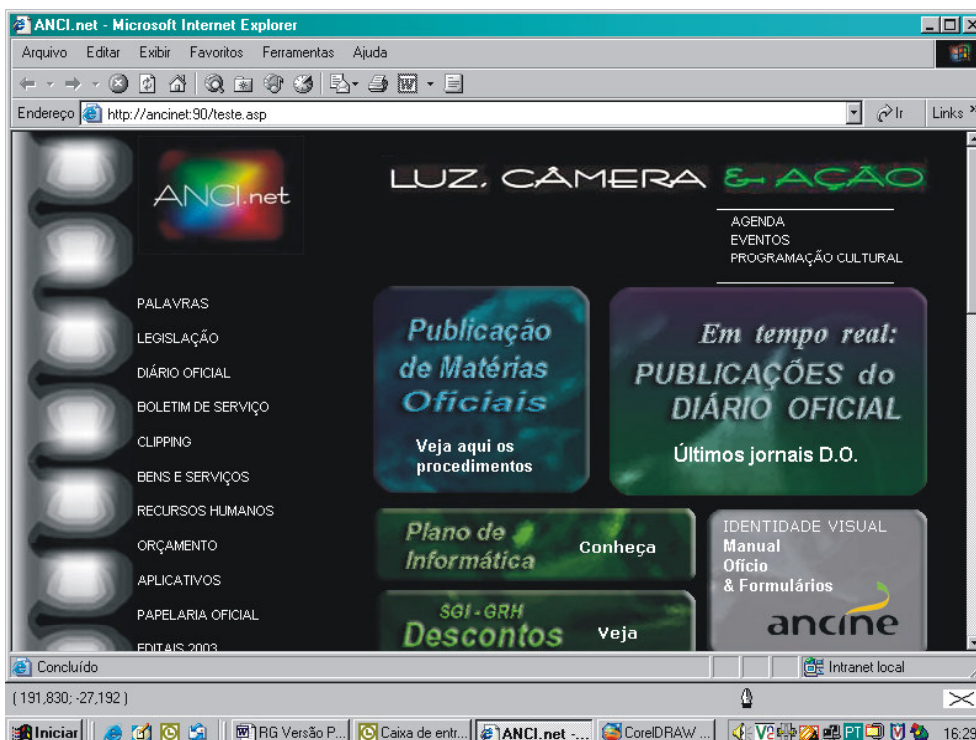 ANCI.net - Microsoft Internet Explorer
Arquivo Editar Exibir Favoritos Ferramentas Ajuda
Endereço http://ancinet:90/teste.asp Ir Links »
ANCI.net
LUZ, CÂMERA & AÇÃO
AGENDA
EVENTOS
PROGRAMAÇÃO CULTURAL
PALAVRAS
LEGISLAÇÃO
DIÁRIO OFICIAL
BOLETIM DE SERVIÇO
CLIPPING
BENS E SERVIÇOS
RECURSOS HUMANOS
ORÇAMENTO
APLICATIVOS
PAPELARIA OFICIAL
EDITAIS 2003
Publicação
de Matérias
Oficiais
Veja aqui os
procedimentos
Em tempo real:
PUBLICAÇÕES do
DIÁRIO OFICIAL
Últimos jornais D.O.
Plano de
Informática
Conheça
SGI - GRH
Descontos
Veja
IDENTIDADE VISUAL
Manual
Ofício
& Formulários
ancine
Concluído Intranet local
( 191,830; -27,192 )
Iniciar RG Versão P... Caixa de entr... ANCI.net -... CorelDRAW ... V2 PT 16:29